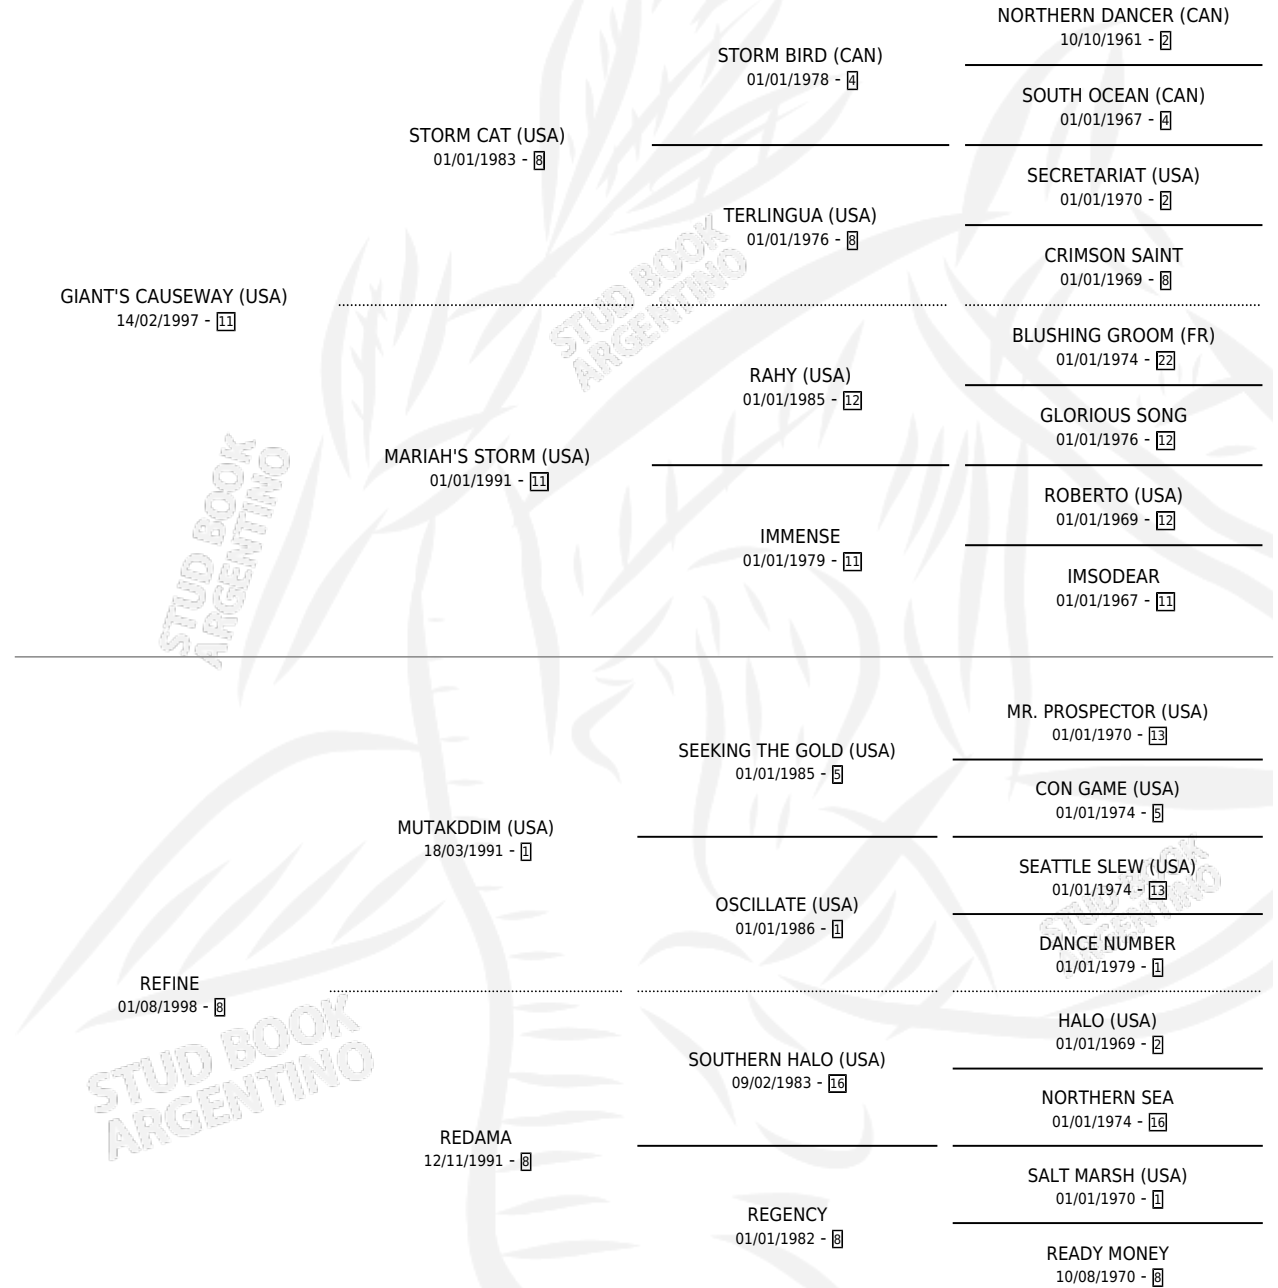 NORTHERN DANCER (CAN)
10/10/1961 - 2
STORM BIRD (CAN)
01/01/1978 - 4
SOUTH OCEAN (CAN)
01/01/1967 - 4
STORM CAT (USA)
01/01/1983 - 8
SECRETARIAT (USA)
01/01/1970 - 2
TERLINGUA (USA)
01/01/1976 - 8
CRIMSON SAINT
01/01/1969 - 8
GIANT'S CAUSEWAY (USA)
14/02/1997 - 11
STUD BOOK
ARGENTINO
BLUSHING GROOM (FR)
01/01/1974 - 22
RAHY (USA)
01/01/1985 - 12
GLORIOUS SONG
01/01/1976 - 12
MARIAH'S STORM (USA)
01/01/1991 - 11
ROBERTO (USA)
01/01/1969 - 12
IMMENSE
01/01/1979 - 11
IMSODEAR
01/01/1967 - 11
STUD BOOK
ARGENTINO
MR. PROSPECTOR (USA)
01/01/1970 - 13
SEEKING THE GOLD (USA)
01/01/1985 - 5
CON GAME (USA)
01/01/1974 - 5
MUTAKDDIM (USA)
18/03/1991 - 1
SEATTLE SLEW (USA)
01/01/1974 - 13
OSCILLATE (USA)
01/01/1986 - 1
STUD BOOK
ARGENTINO
DANCE NUMBER
01/01/1979 - 1
REFINE
01/08/1998 - 8
HALO (USA)
01/01/1969 - 2
SOUTHERN HALO (USA)
09/02/1983 - 16
STUD BOOK
ARGENTINO
NORTHERN SEA
01/01/1974 - 16
REDAMA
12/11/1991 - 8
SALT MARSH (USA)
01/01/1970 - 1
REGENCY
01/01/1982 - 8
READY MONEY
10/08/1970 - 8